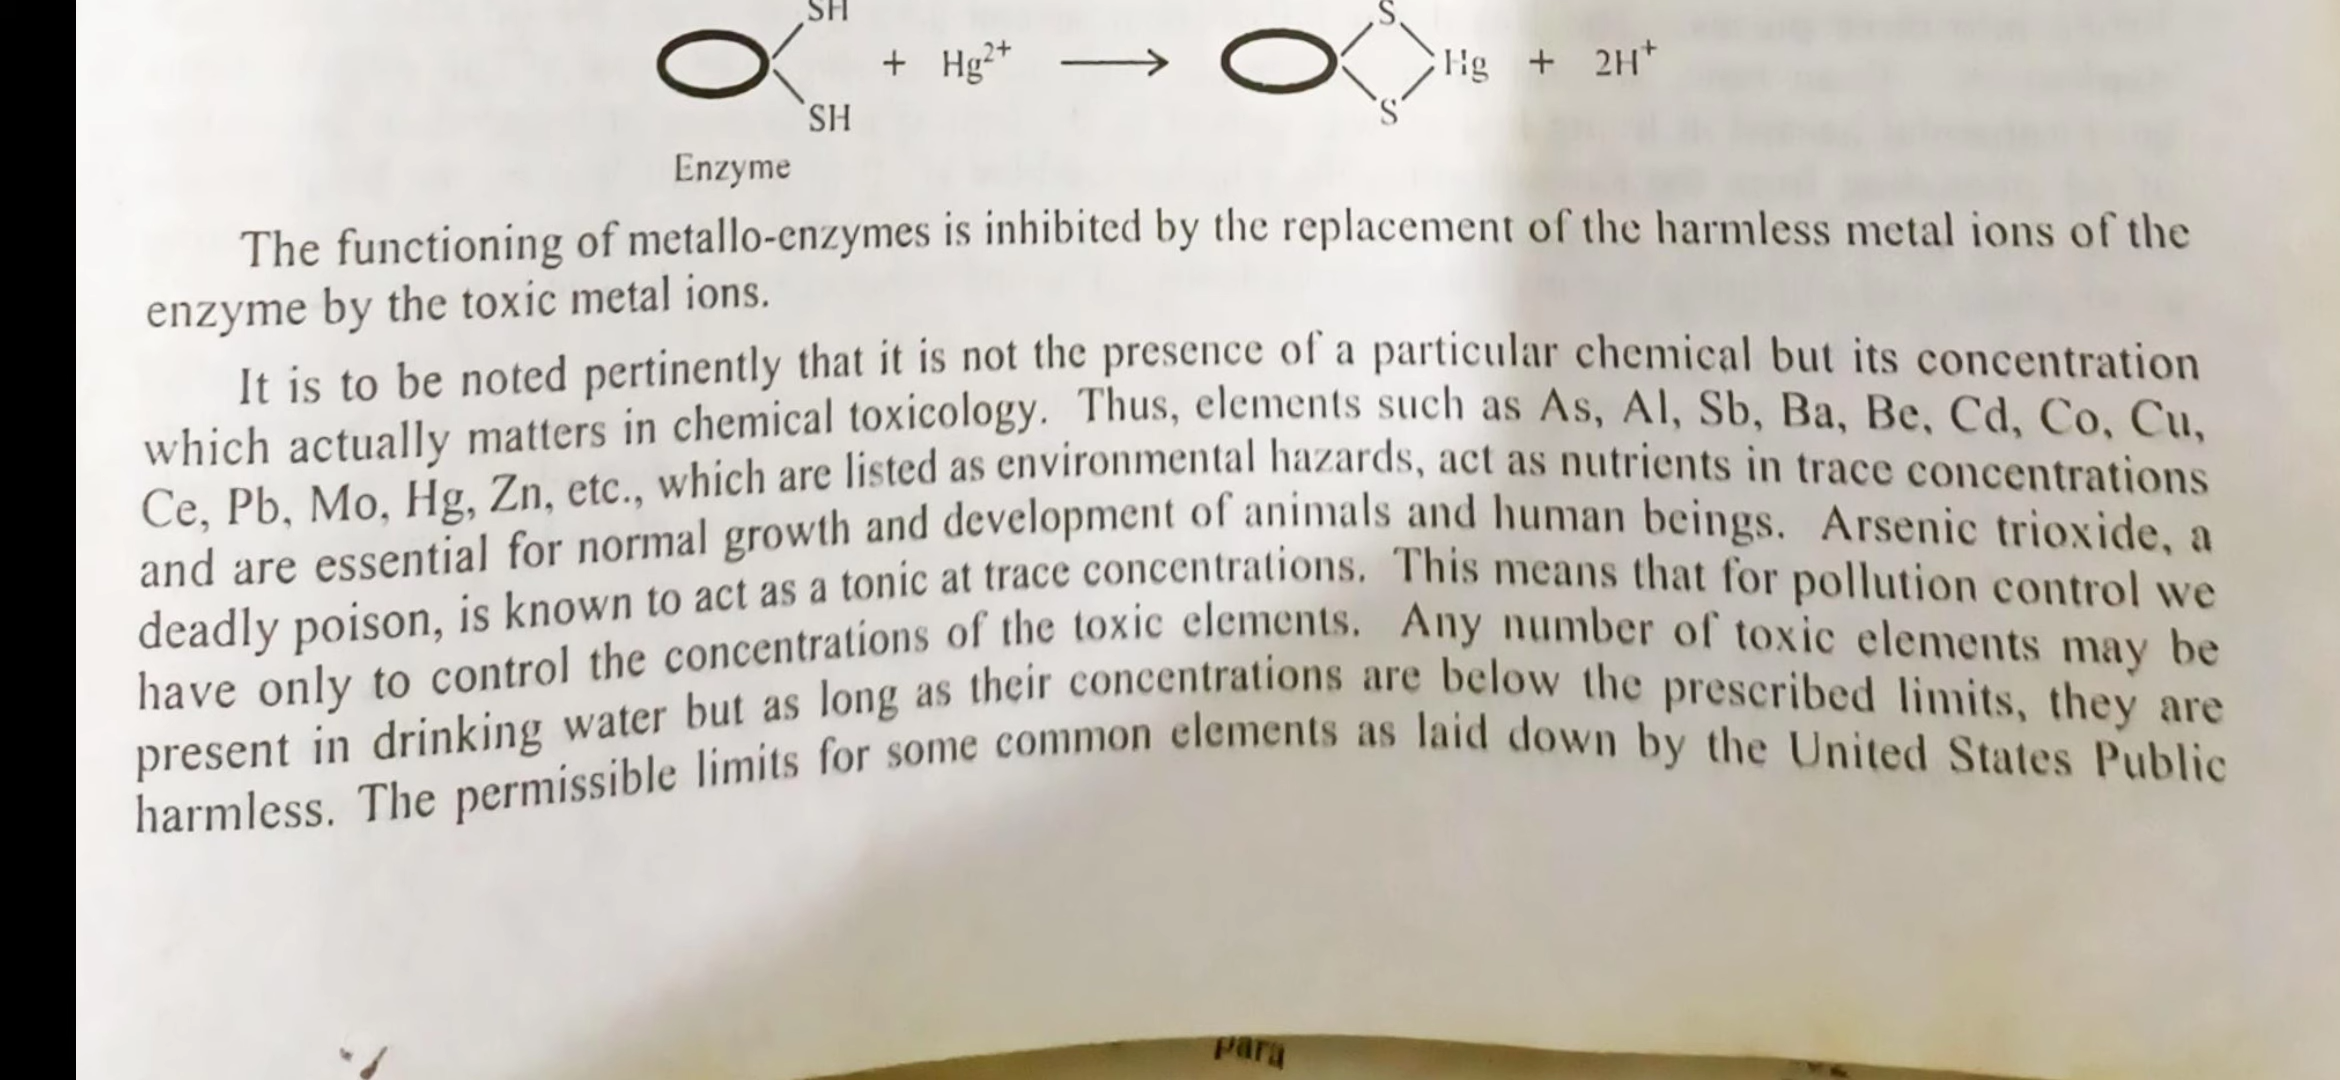 SH S
+ Hg²⁺ ⟶ Hg + 2H⁺
SH S
Enzyme
The functioning of metallo-enzymes is inhibited by the replacement of the harmless metal ions of the
enzyme by the toxic metal ions.
It is to be noted pertinently that it is not the presence of a particular chemical but its concentration
which actually matters in chemical toxicology. Thus, elements such as As, Al, Sb, Ba, Be, Cd, Co, Cu,
Ce, Pb, Mo, Hg, Zn, etc., which are listed as environmental hazards, act as nutrients in trace concentrations
and are essential for normal growth and development of animals and human beings. Arsenic trioxide, a
deadly poison, is known to act as a tonic at trace concentrations. This means that for pollution control we
have only to control the concentrations of the toxic elements. Any number of toxic elements may be
present in drinking water but as long as their concentrations are below the prescribed limits, they are
harmless. The permissible limits for some common elements as laid down by the United States Public
Para